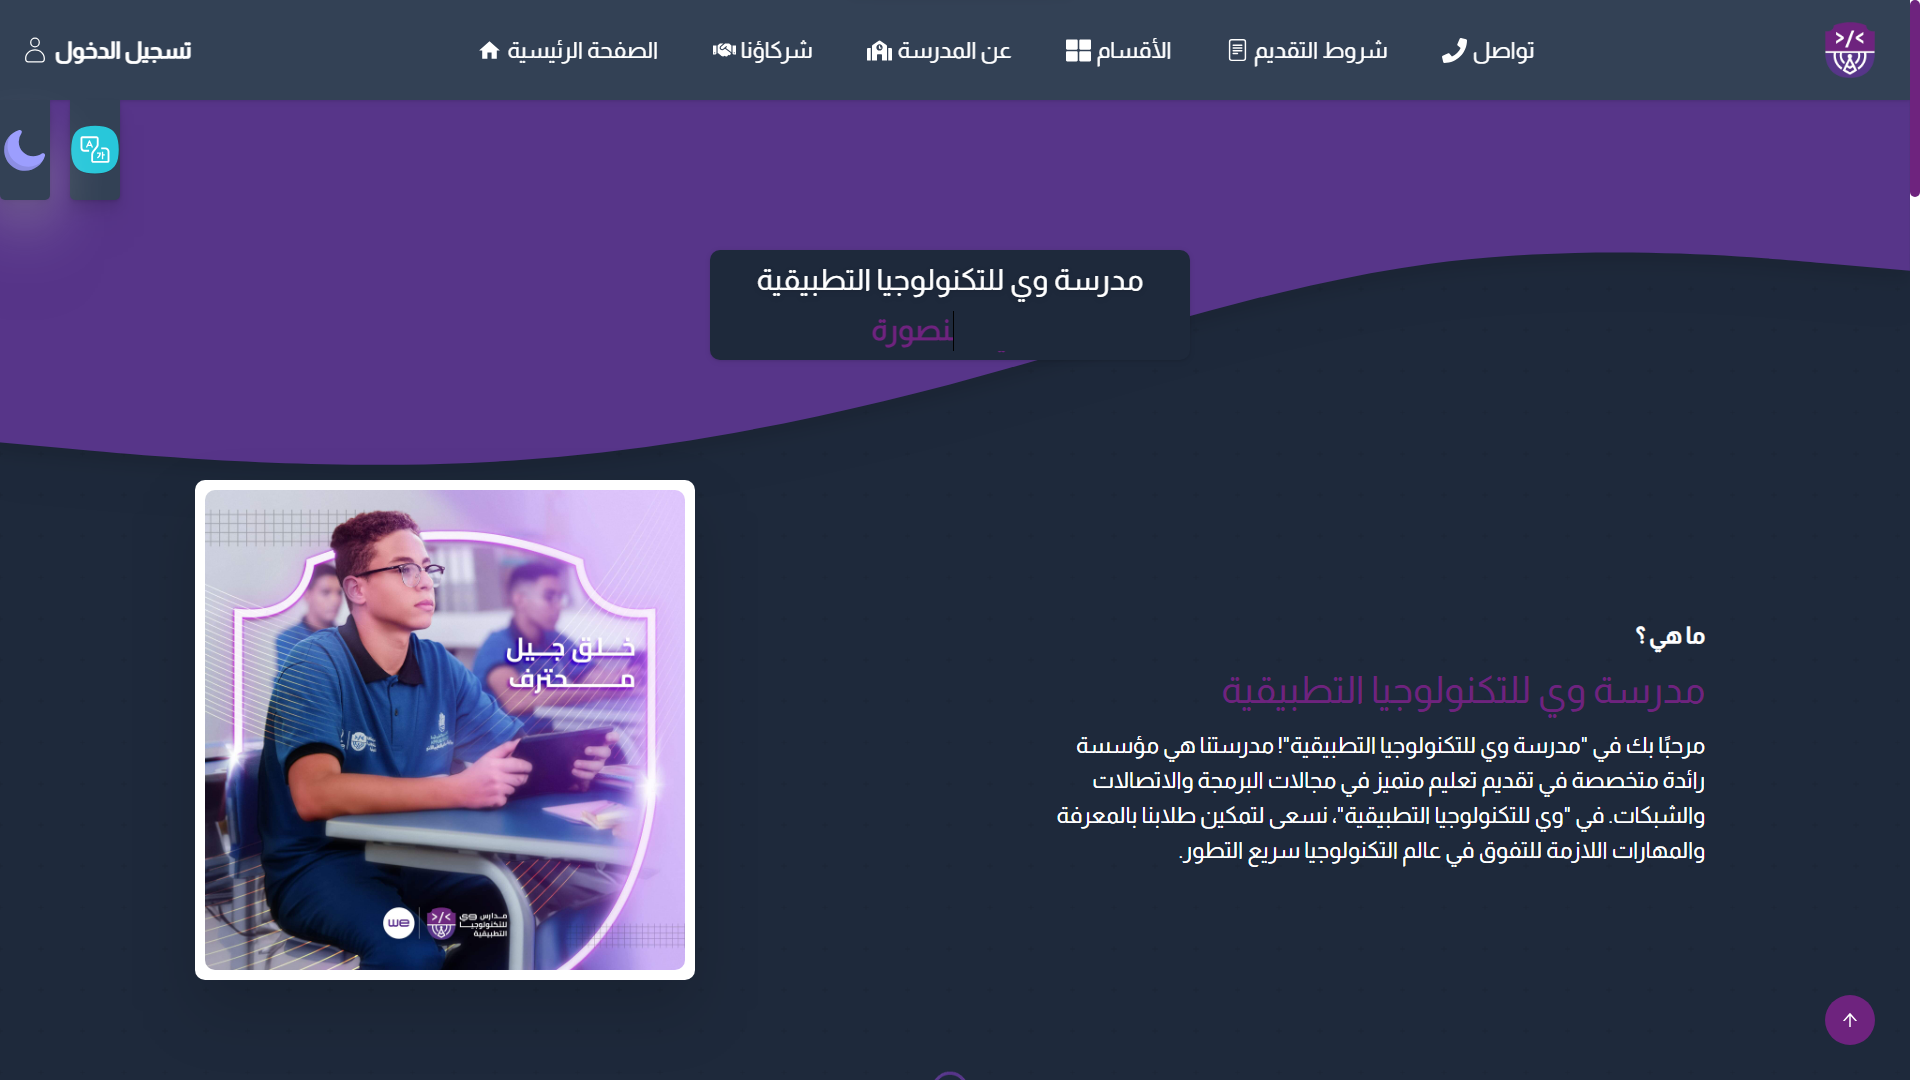 تواصل
شروط التقديم
الأقسام
عن المدرسة
شركاؤنا
الصفحة الرئيسية
تسجيل الدخول
مدرسة وي للتكنولوجيا التطبيقية
نصورة
خلق جيل
محترف
مدارس وي
للتكنولوجيا
التطبيقية
we
ما هي ؟
مدرسة وي للتكنولوجيا التطبيقية
مرحبًا بك في "مدرسة وي للتكنولوجيا التطبيقية"! مدرستنا هي مؤسسة
رائدة متخصصة في تقديم تعليم متميز في مجالات البرمجة والاتصالات
والشبكات. في "وي للتكنولوجيا التطبيقية"، نسعى لتمكين طلابنا بالمعرفة
والمهارات اللازمة للتفوق في عالم التكنولوجيا سريع التطور.